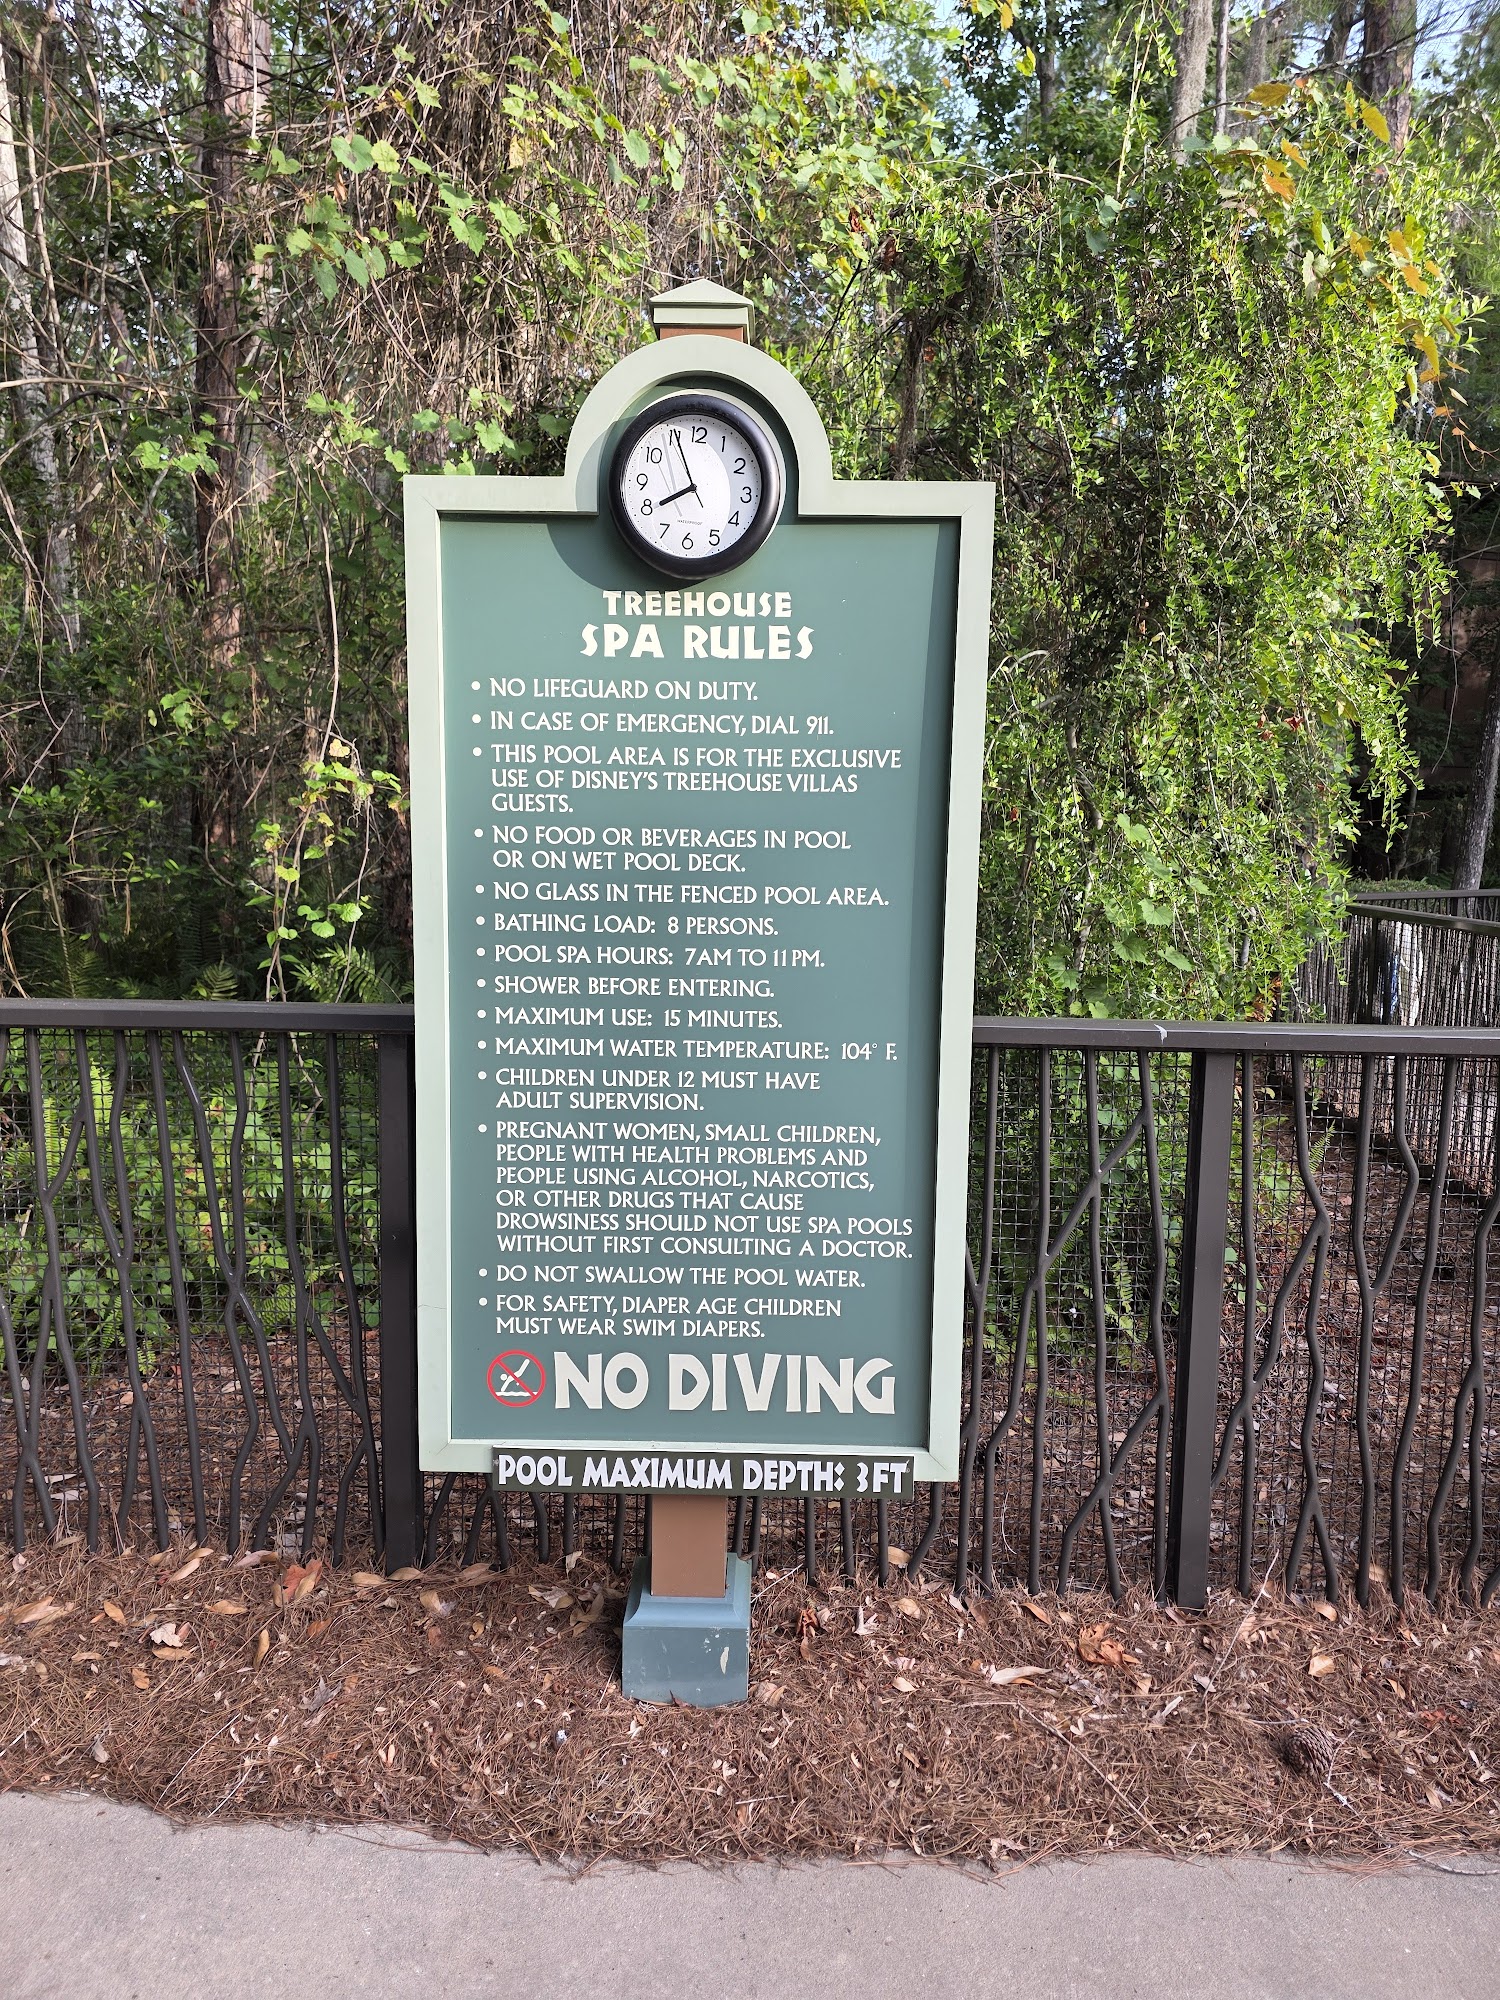 12
1
2
3
4
5
6
7
8
9
10
WATERPROOF
TREEHOUSE
SPA RULES
• NO LIFEGUARD ON DUTY.
• IN CASE OF EMERGENCY, DIAL 911.
• THIS POOL AREA IS FOR THE EXCLUSIVE
USE OF DISNEY'S TREEHOUSE VILLAS
GUESTS.
• NO FOOD OR BEVERAGES IN POOL
OR ON WET POOL DECK.
• NO GLASS IN THE FENCED POOL AREA.
• BATHING LOAD: 8 PERSONS.
• POOL SPA HOURS: 7AM TO 11PM.
• SHOWER BEFORE ENTERING.
• MAXIMUM USE: 15 MINUTES.
• MAXIMUM WATER TEMPERATURE: 104° F.
• CHILDREN UNDER 12 MUST HAVE
ADULT SUPERVISION.
• PREGNANT WOMEN, SMALL CHILDREN,
PEOPLE WITH HEALTH PROBLEMS AND
PEOPLE USING ALCOHOL, NARCOTICS,
OR OTHER DRUGS THAT CAUSE
DROWSINESS SHOULD NOT USE SPA POOLS
WITHOUT FIRST CONSULTING A DOCTOR.
• DO NOT SWALLOW THE POOL WATER.
• FOR SAFETY, DIAPER AGE CHILDREN
MUST WEAR SWIM DIAPERS.
NO DIVING
POOL MAXIMUM DEPTH: 3 FT